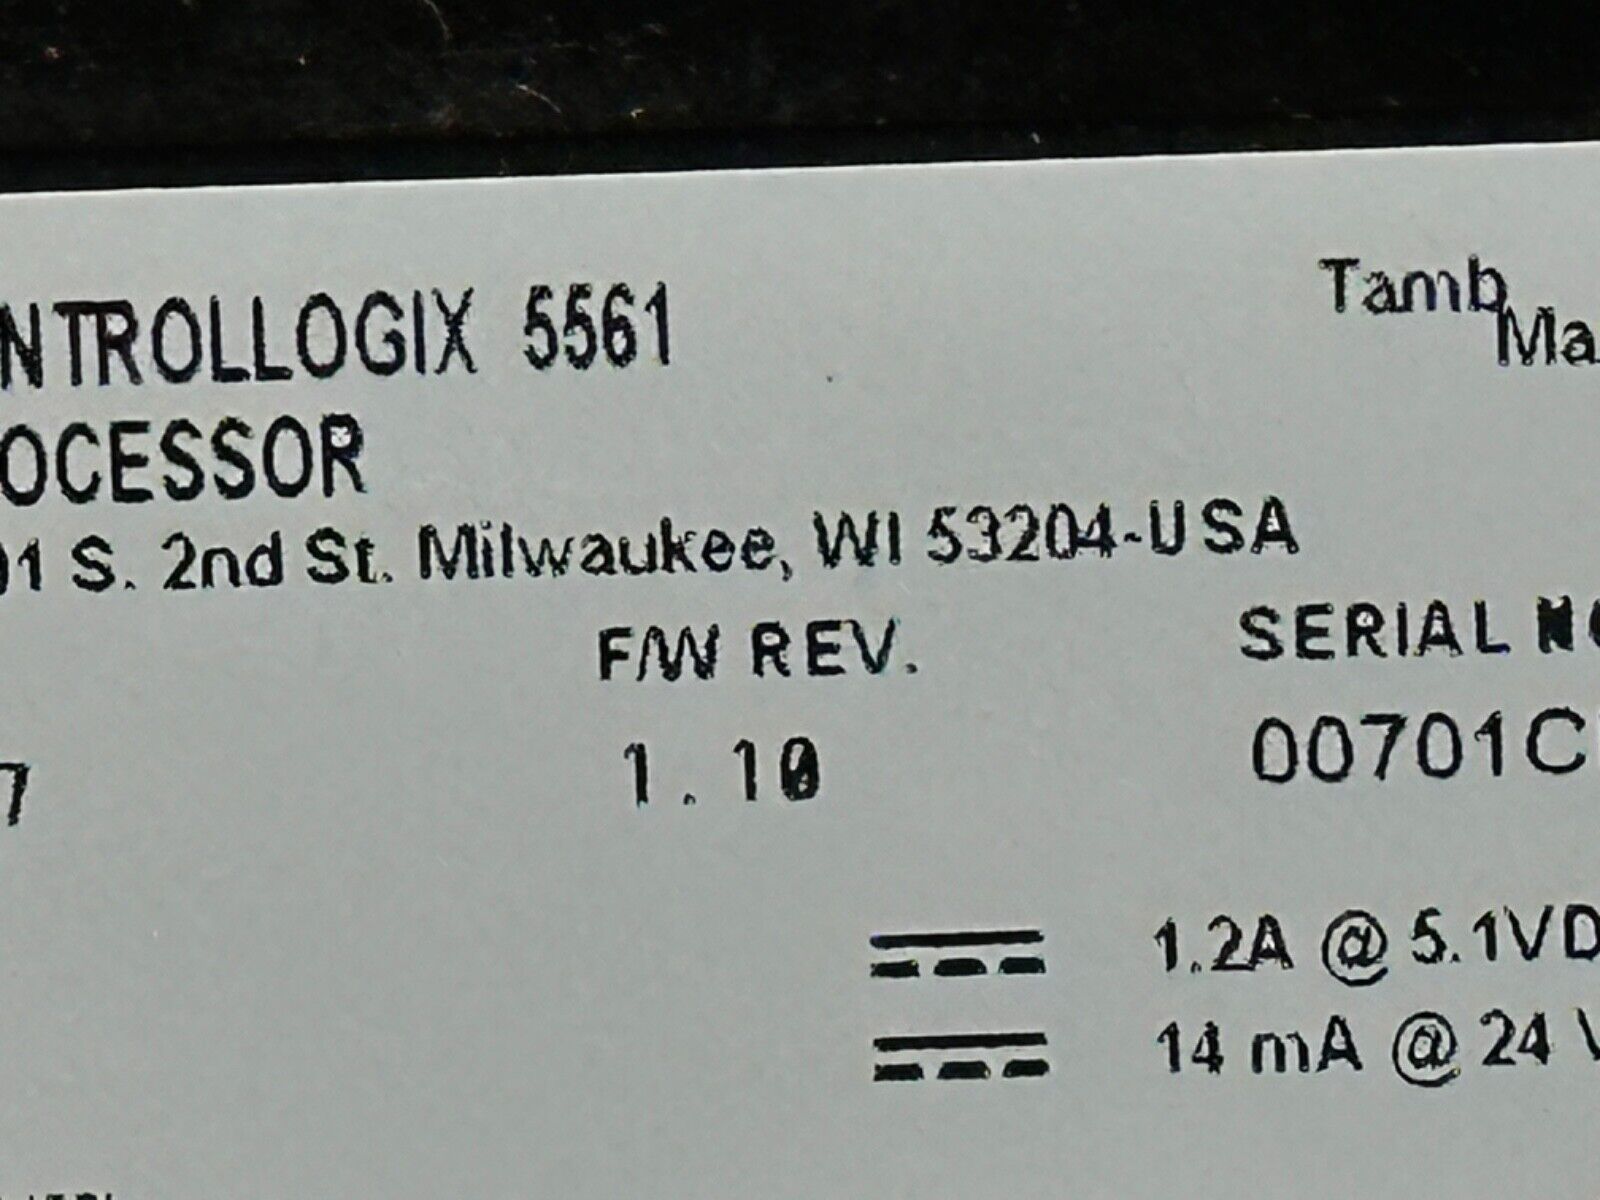 NTROLLOGIX 5561
Tamb
Ma
OCESSOR
01 S. 2nd St. Milwaukee, WI 53204-USA
F/W REV.
SERIAL NO
7
1.10
00701C
1.2A @ 5.1VD
14 mA @ 24 V